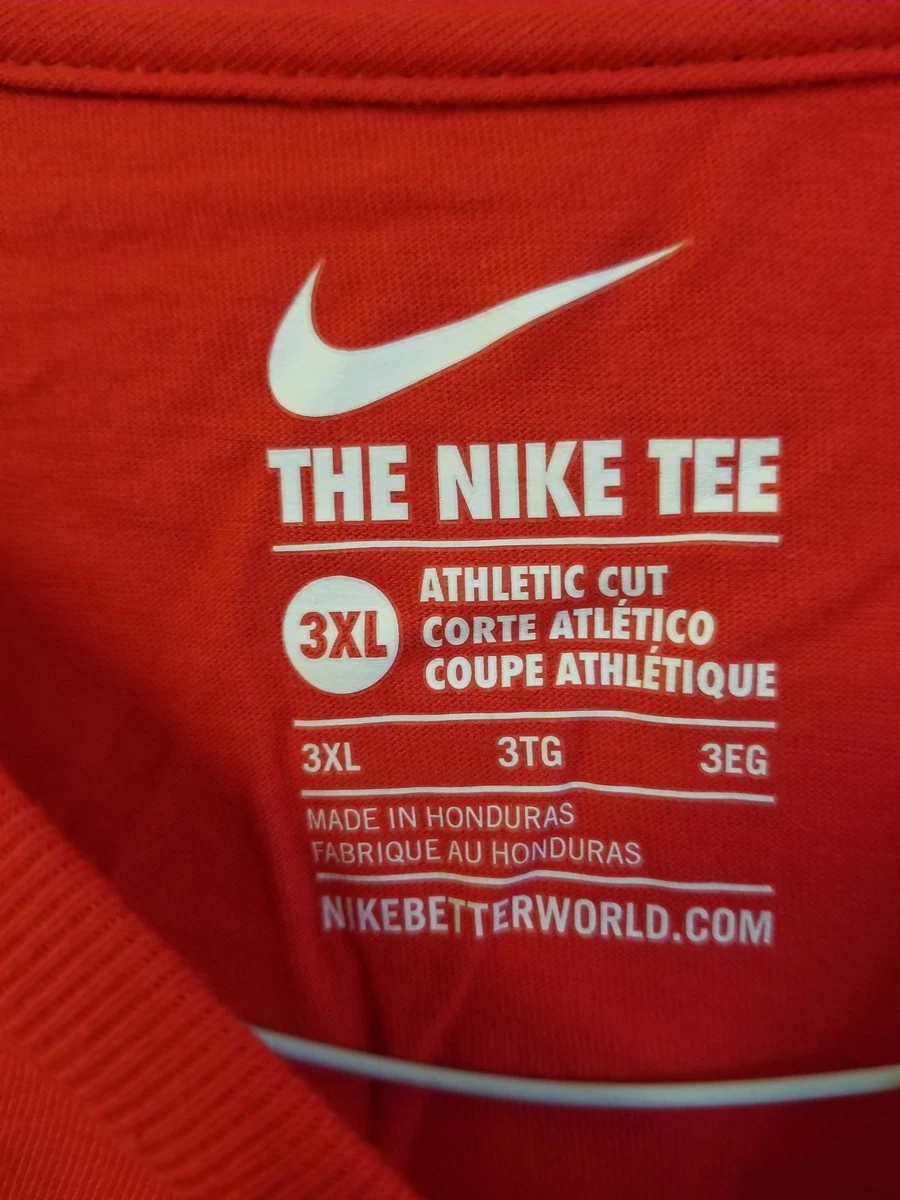 THE NIKE TEE
3XL
ATHLETIC CUT
CORTE ATLÉTICO
COUPE ATHLÉTIQUE
3XL 3TG 3EG
MADE IN HONDURAS
FABRIQUE AU HONDURAS
NIKEBETTERWORLD.COM